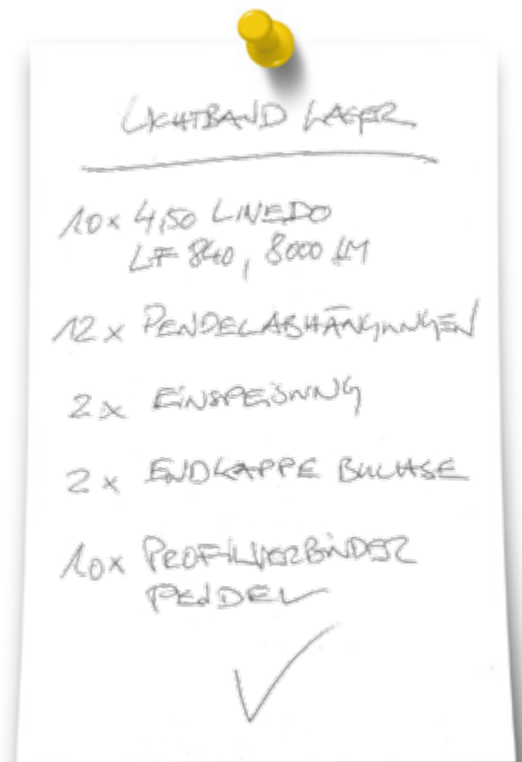 LICHTBAND LAGER
10x 4,50 LINEDO
LF 840, 8000 LM
12x PENDELABHÄNGUNGEN
2x EINSPEISUNG
2x ENDKAPPE BUCHSE
10x PROFILVERBINDER
PENDEL